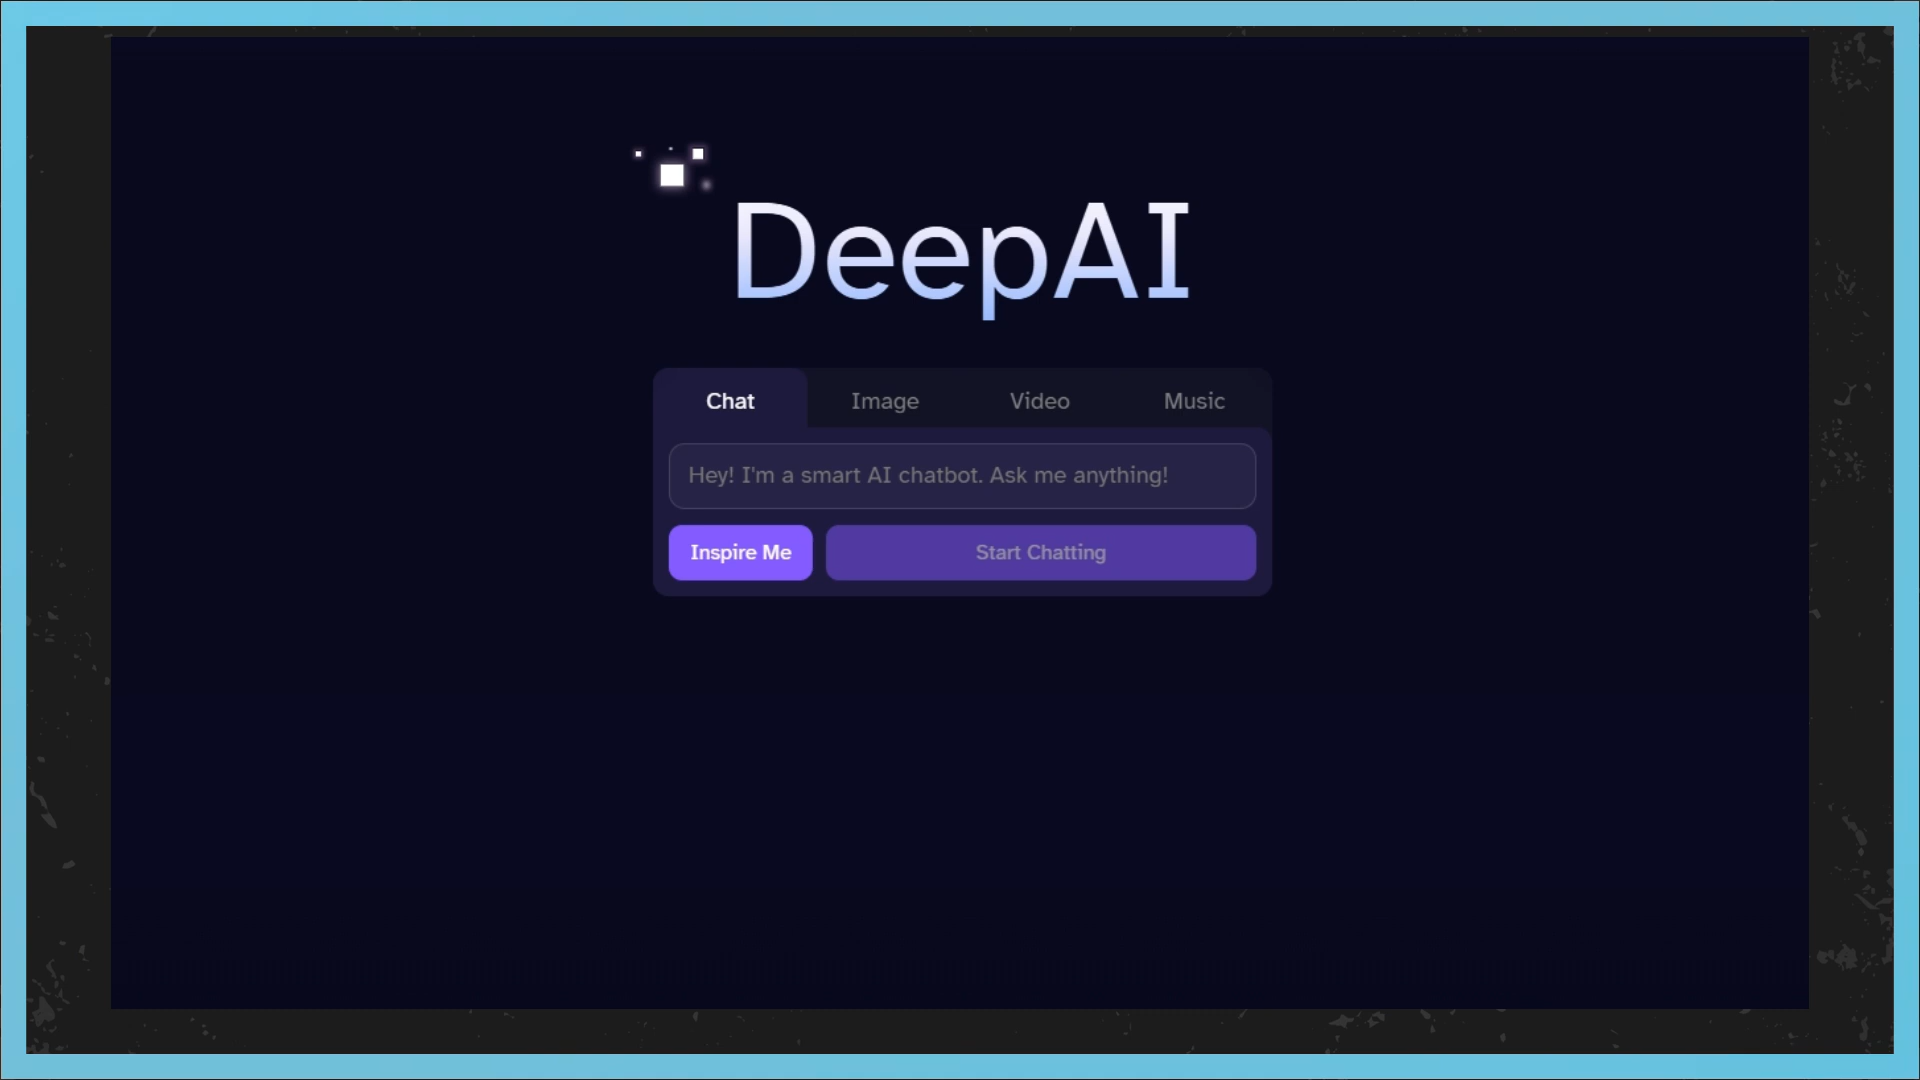 DeepAI
Chat Image Video Music
Hey! I'm a smart AI chatbot. Ask me anything!
Inspire Me Start Chatting